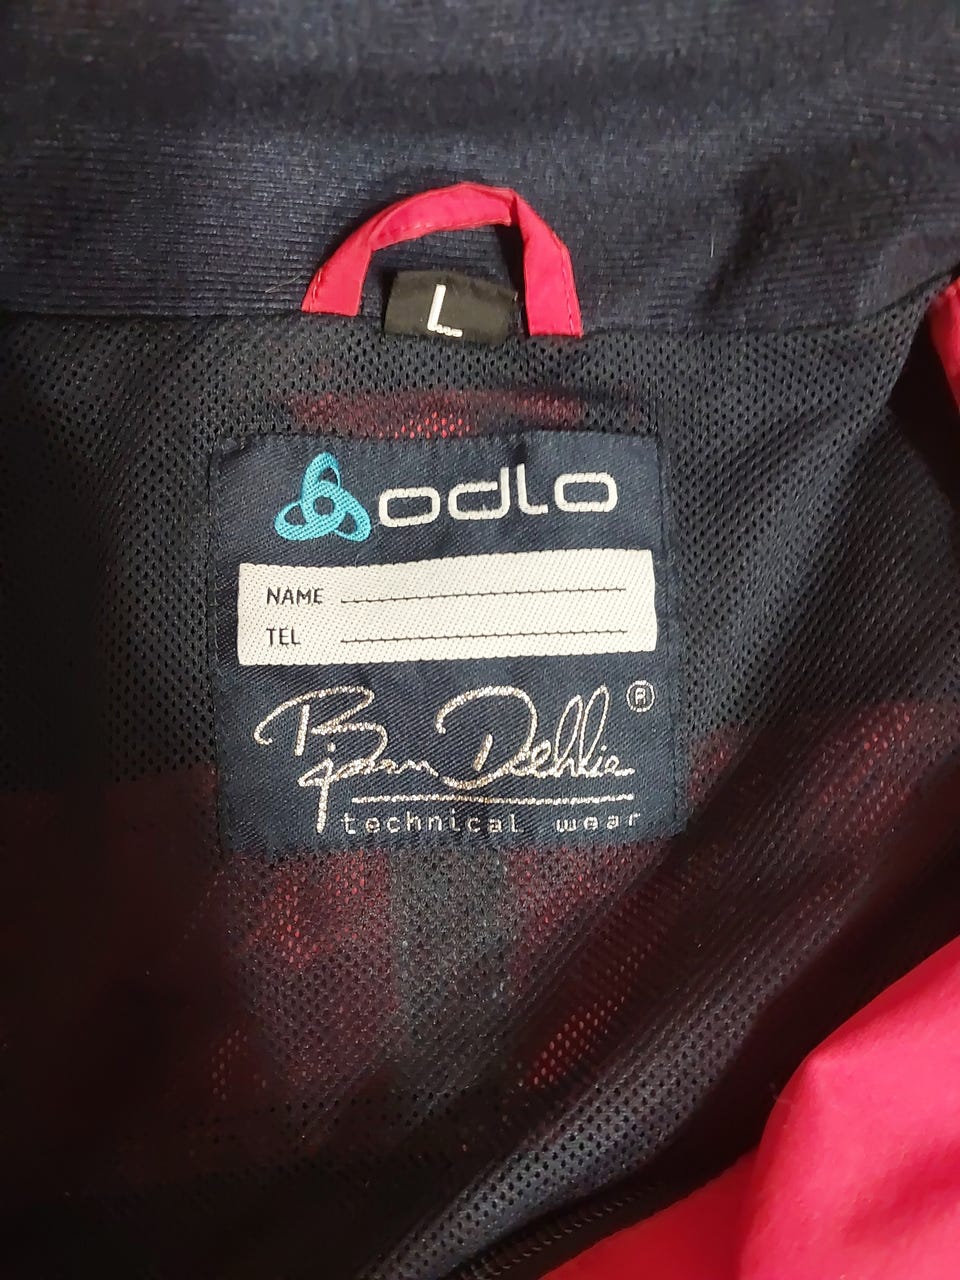 L
odlo
NAME
TEL
Bjørn Dæhlie ®
technical wear